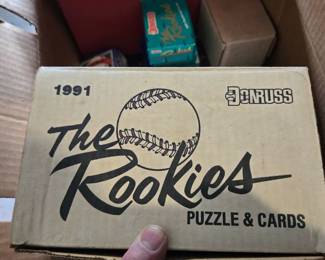 1991
DONRUSS
The
Rookies
PUZZLE & CARDS